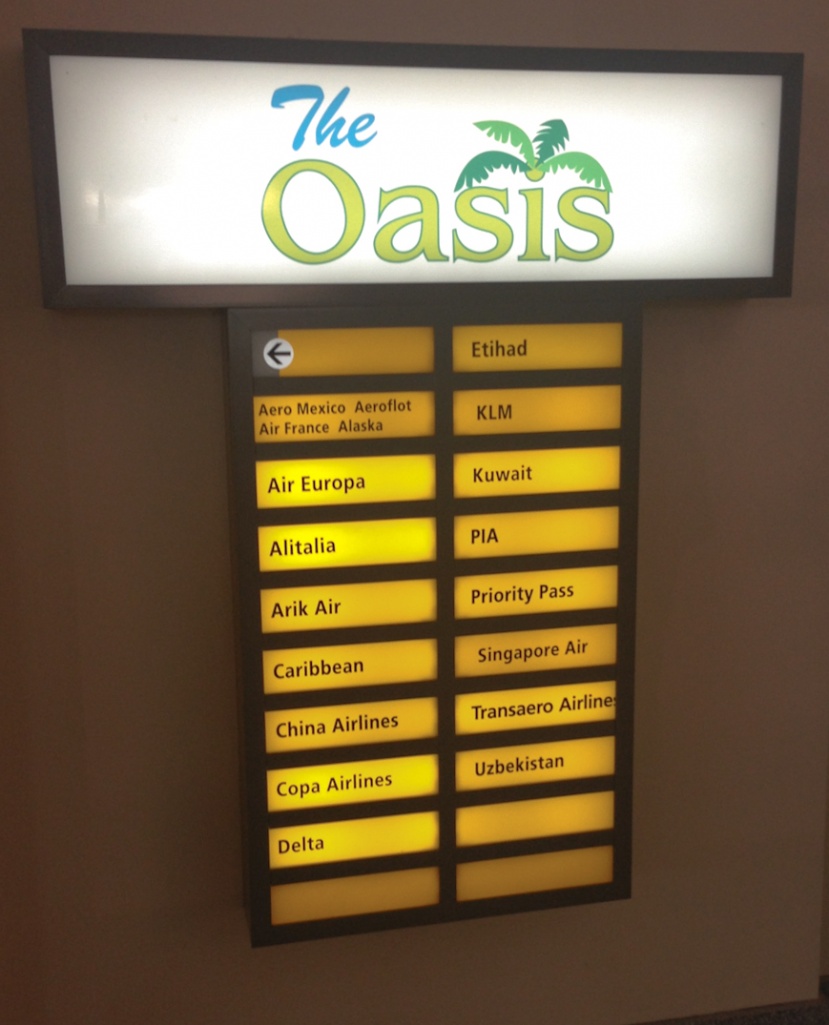 The
Oasis
Aero Mexico Aeroflot
Air France Alaska
Air Europa
Alitalia
Arik Air
Caribbean
China Airlines
Copa Airlines
Delta
Etihad
KLM
Kuwait
PIA
Priority Pass
Singapore Air
Transaero Airlines
Uzbekistan